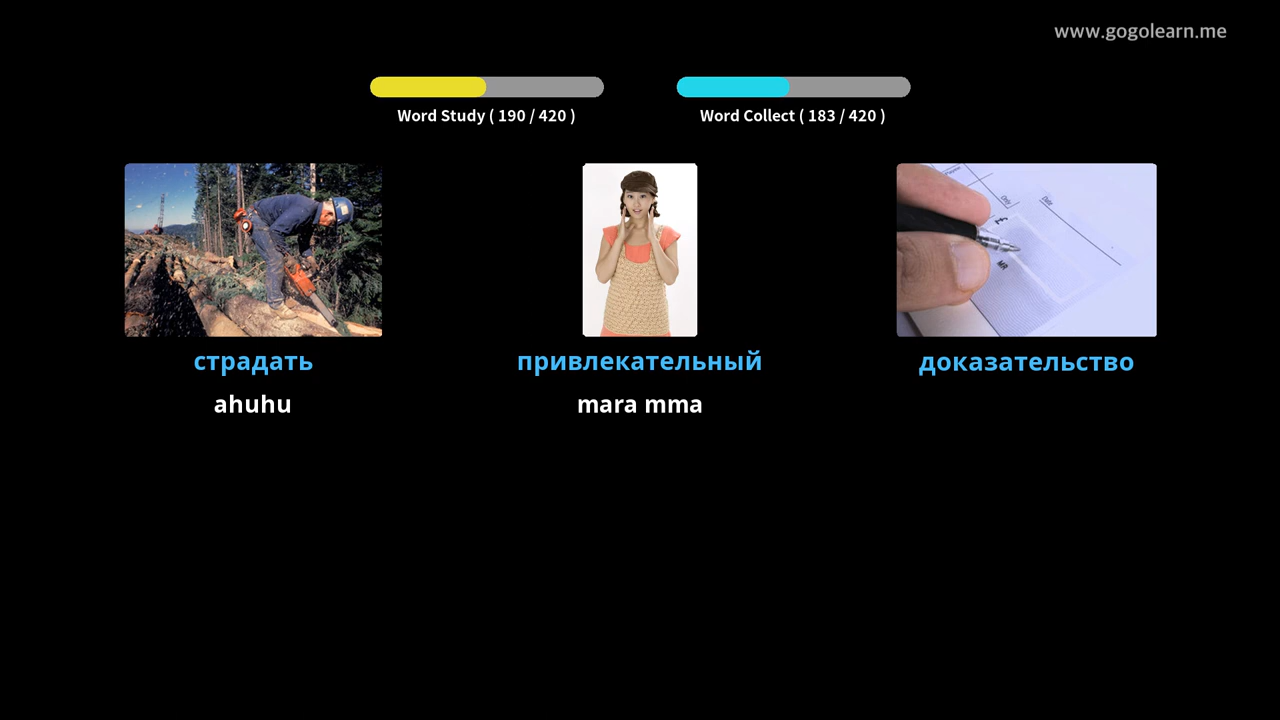 www.gogolearn.me
Word Study ( 190 / 420 )
Word Collect ( 183 / 420 )
страдать
привлекательный
доказательство
ahuhu
mara mma